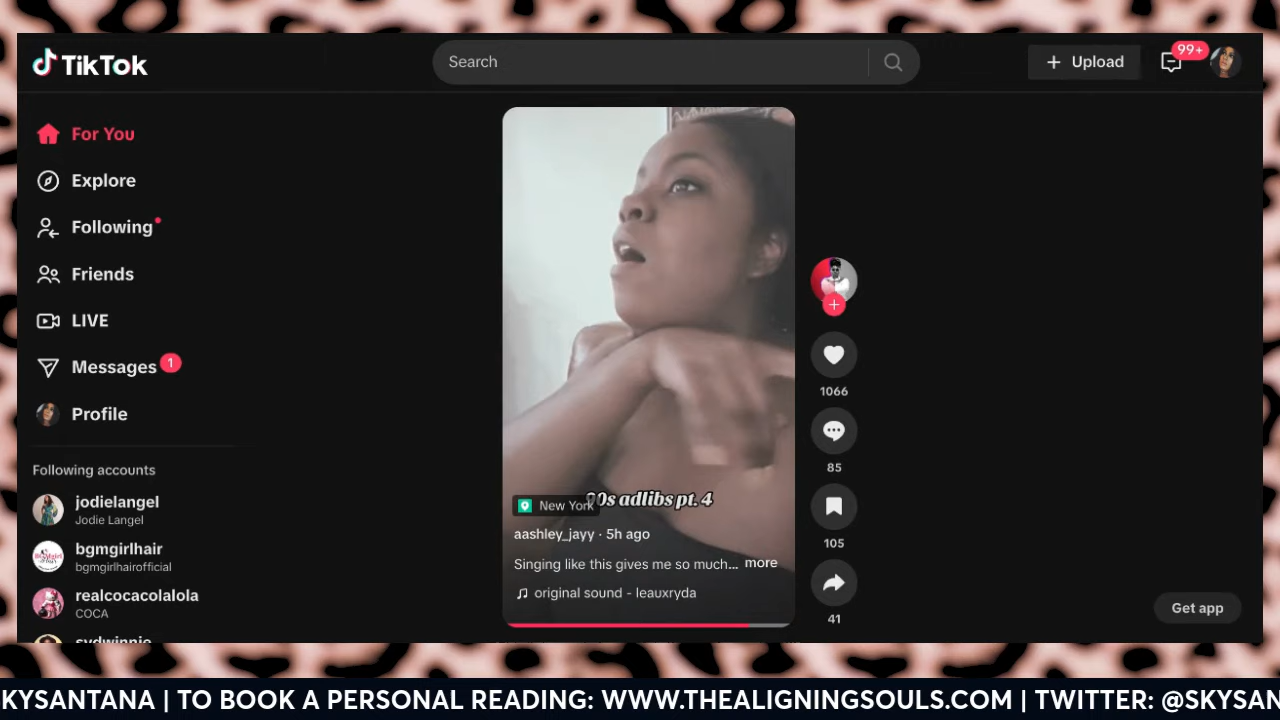 TikTok
Search
Upload
99+
For You
Explore
Following
Friends
LIVE
Messages 1
Profile
Following accounts
jodielangel
Jodie Langel
bgmgirlhair
bgmgirlhairofficial
realcocacolalola
COCA
sydwinnie
90s adlibs pt. 4
New York
aashley_jayy · 5h ago
Singing like this gives me so much... more
original sound - leauxryda
1066
85
105
41
Get app
KYSANTANA | TO BOOK A PERSONAL READING: WWW.THEALIGNINGSOULS.COM | TWITTER: @SKYSAN